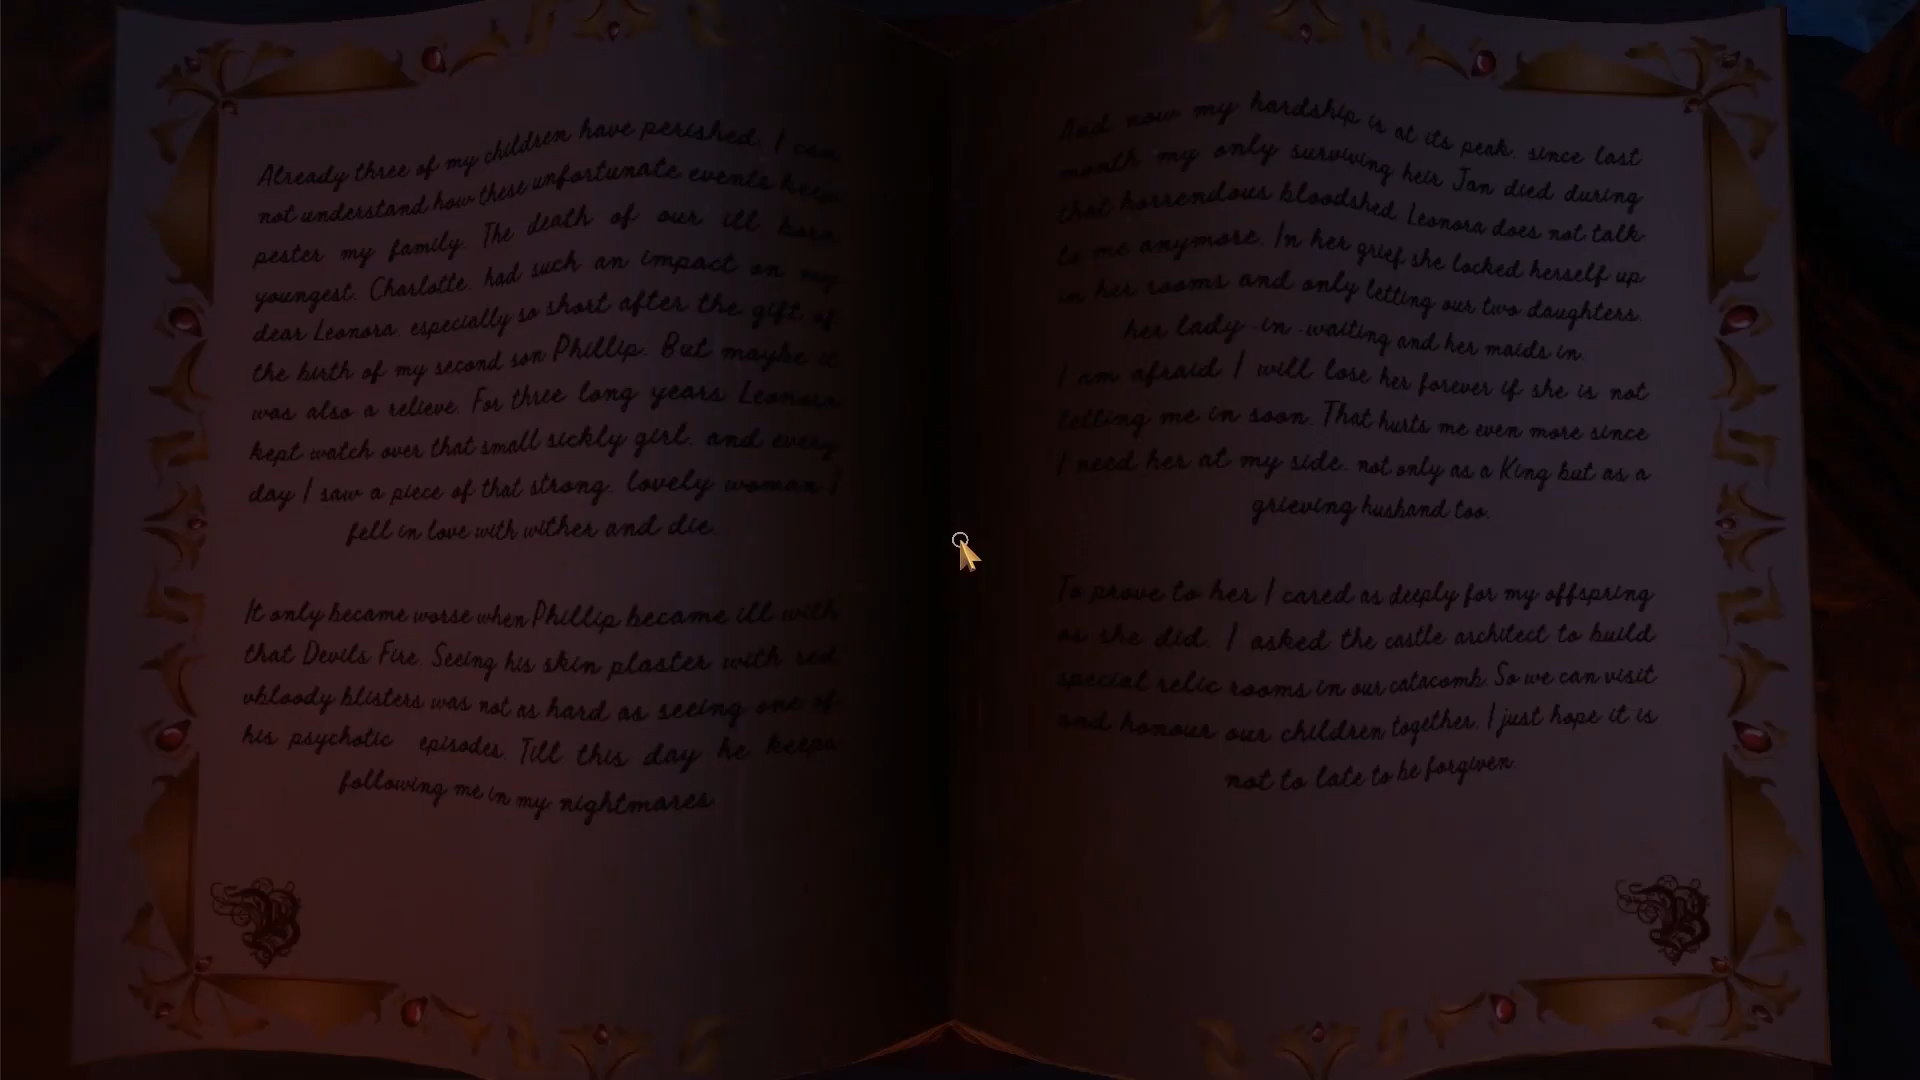 Already three of my children have perished. I can
not understand how these unfortunate events keep
pester my family. The death of our ill born
youngest, Charlotte, had such an impact on my
dear Leonora, especially so short after the gift of
the birth of my second son Phillip. But maybe it
was also a relieve. For three long years Leonora
kept watch over that small sickly girl, and every
day I saw a piece of that strong, lovely woman I
fell in love with wither and die.
It only became worse when Phillip became ill with
that Devils Fire. Seeing his skin plaster with red
vbloody blisters was not as hard as seeing one of
his psychotic episodes. Till this day he keeps
following me in my nightmares.
And now my hardship is at its peak, since last
month my only surviving heir Jan died during
that horrendous bloodshed. Leonora does not talk
to me anymore. In her grief she locked herself up
in her rooms and only letting our two daughters,
her lady-in-waiting and her maids in.
I am afraid I will lose her forever if she is not
letting me in soon. That hurts me even more since
I need her at my side, not only as a King but as a
grieving husband too.
To prove to her I cared as deeply for my offspring
as she did, I asked the castle architect to build
special relic rooms in our catacomb. So we can visit
and honour our children together. I just hope it is
not to late to be forgiven.